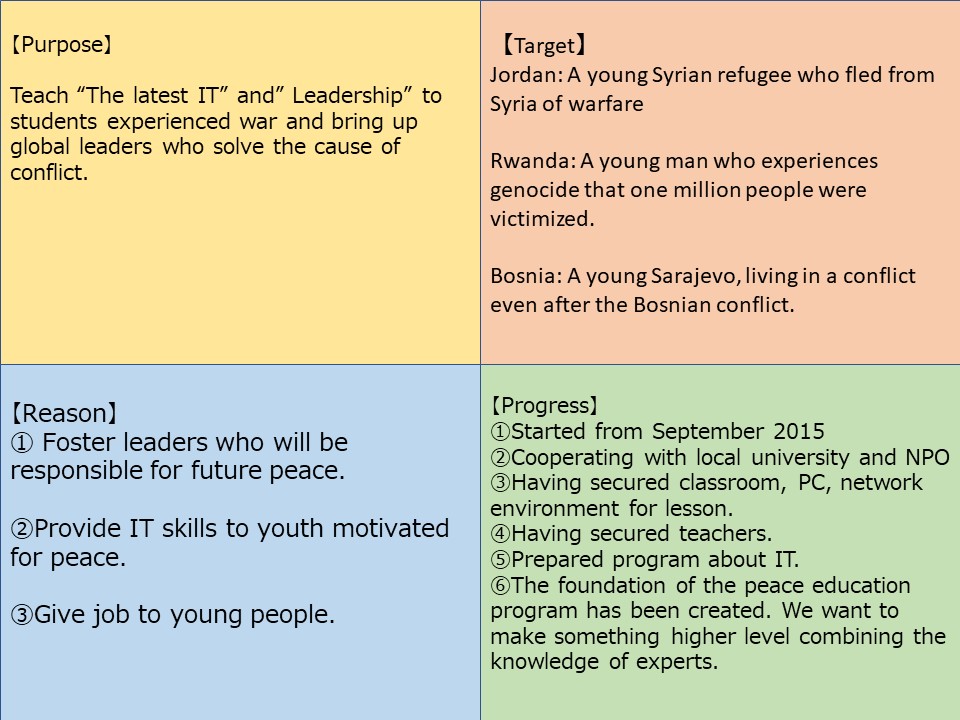 【Purpose】
Teach “The latest IT” and” Leadership” to
students experienced war and bring up
global leaders who solve the cause of
conflict.
【Target】
Jordan: A young Syrian refugee who fled from
Syria of warfare
Rwanda: A young man who experiences
genocide that one million people were
victimized.
Bosnia: A young Sarajevo, living in a conflict
even after the Bosnian conflict.
【Reason】
① Foster leaders who will be
responsible for future peace.
②Provide IT skills to youth motivated
for peace.
③Give job to young people.
【Progress】
①Started from September 2015
②Cooperating with local university and NPO
③Having secured classroom, PC, network
environment for lesson.
④Having secured teachers.
⑤Prepared program about IT.
⑥The foundation of the peace education
program has been created. We want to
make something higher level combining the
knowledge of experts.